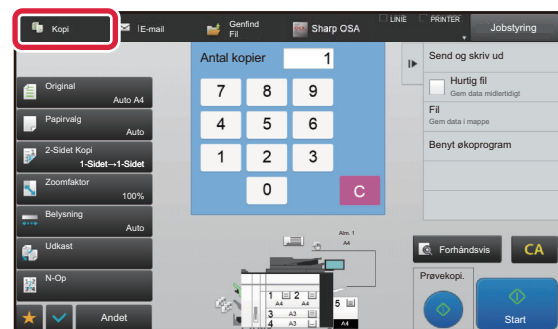 Kopi
E-mail
Genfind
Fil
Sharp OSA
LINIE
PRINTER
Jobstyring
Original
Auto A4
Papirvalg
Auto
2-Sidet Kopi
1-Sidet→1-Sidet
Zoomfaktor
100%
Belysning
Auto
Udkast
N-Op
Andet
Antal kopier
1
7 8 9
4 5 6
1 2 3
0 C
Alm. 1
A4
1 A4 2 A4
3 A3
4 A3
5 A4
Send og skriv ud
Hurtig fil
Gem data midlertidigt
Fil
Gem data i mappe
Benyt økoprogram
Forhåndsvis
CA
Prøvekopi.
Start